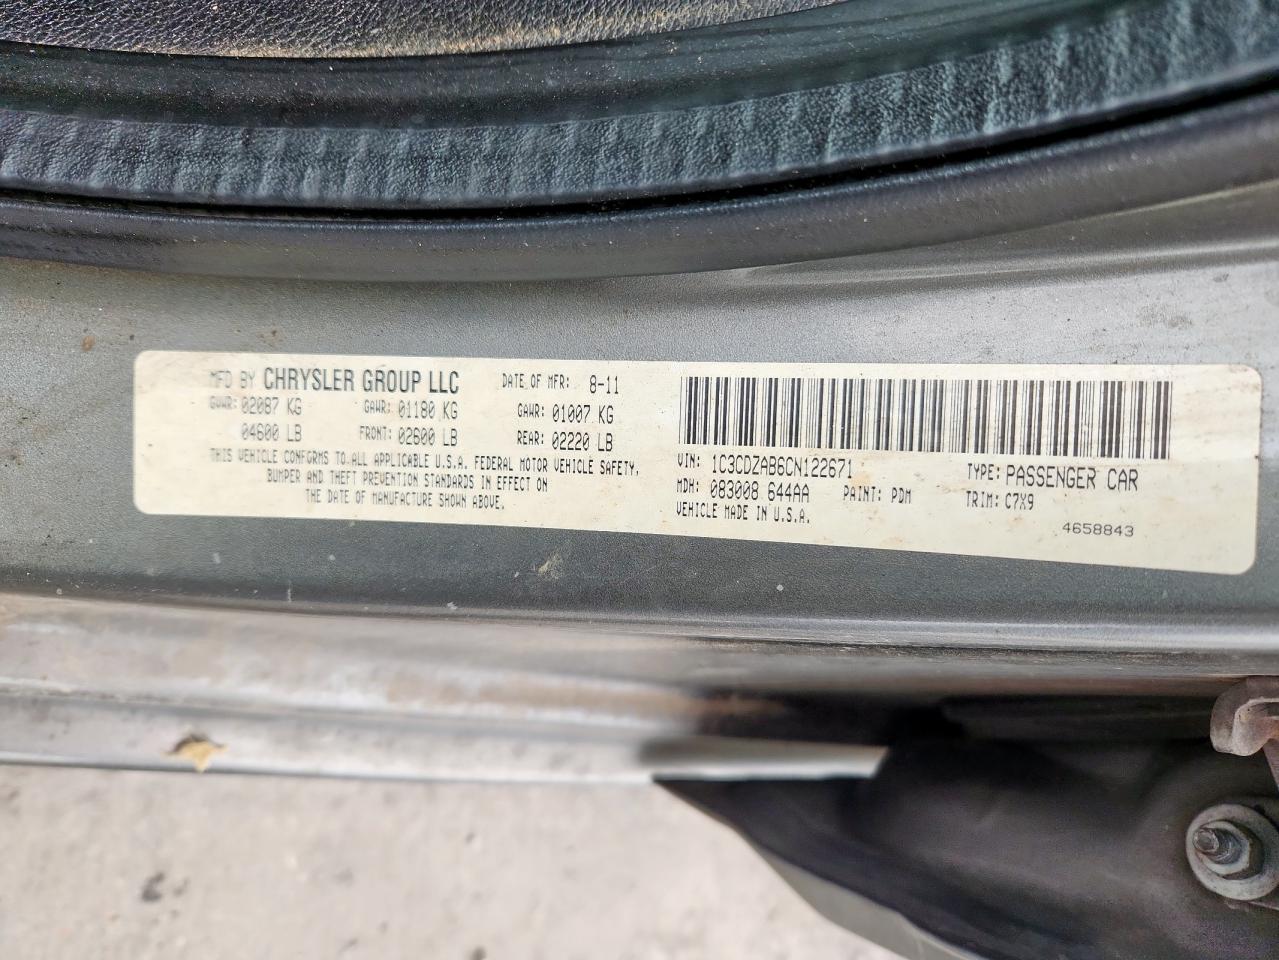 MFD BY CHRYSLER GROUP LLC DATE OF MFR: 8-11
GVWR: 02087 KG GAWR: 01180 KG GAWR: 01007 KG
04600 LB FRONT: 02600 LB REAR: 02220 LB
THIS VEHICLE CONFORMS TO ALL APPLICABLE U.S.A. FEDERAL MOTOR VEHICLE SAFETY,
BUMPER AND THEFT PREVENTION STANDARDS IN EFFECT ON
THE DATE OF MANUFACTURE SHOWN ABOVE.
VIN: 1C3CDZAB6CN122671 TYPE: PASSENGER CAR
MDH: 083008 644AA PAINT: PDM TRIM: C7X9
VEHICLE MADE IN U.S.A. 4658843